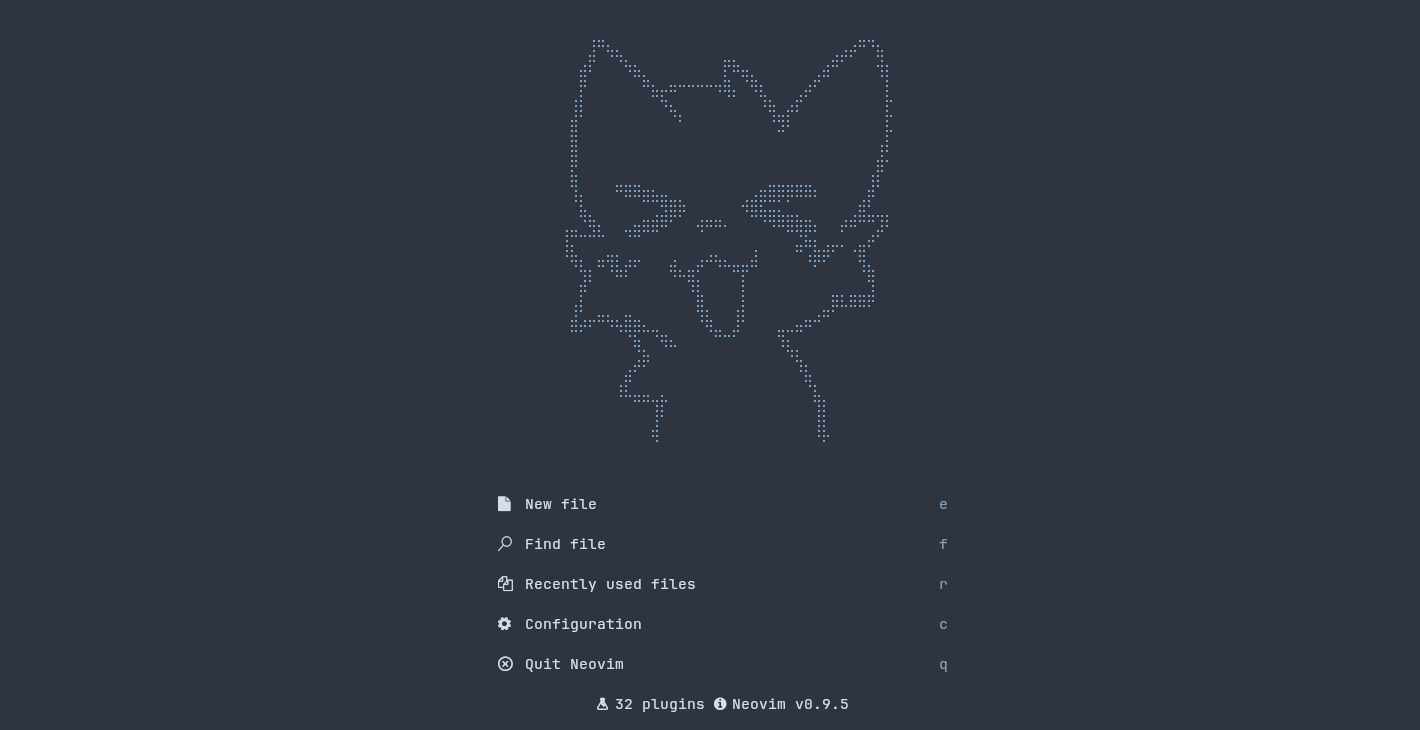 New file e
Find file f
Recently used files r
Configuration c
Quit Neovim q
32 plugins Neovim v0.9.5